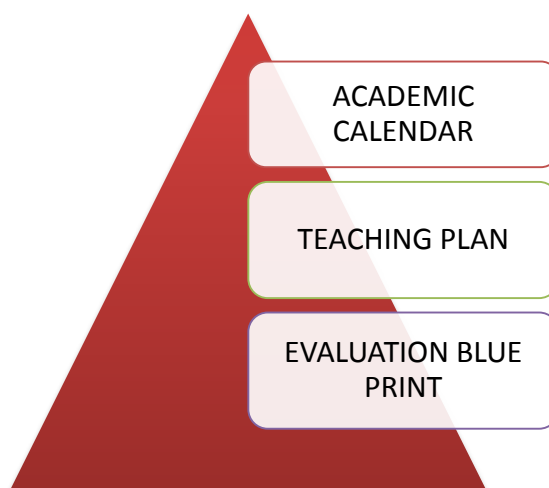 ACADEMIC
CALENDAR
TEACHING PLAN
EVALUATION BLUE
PRINT